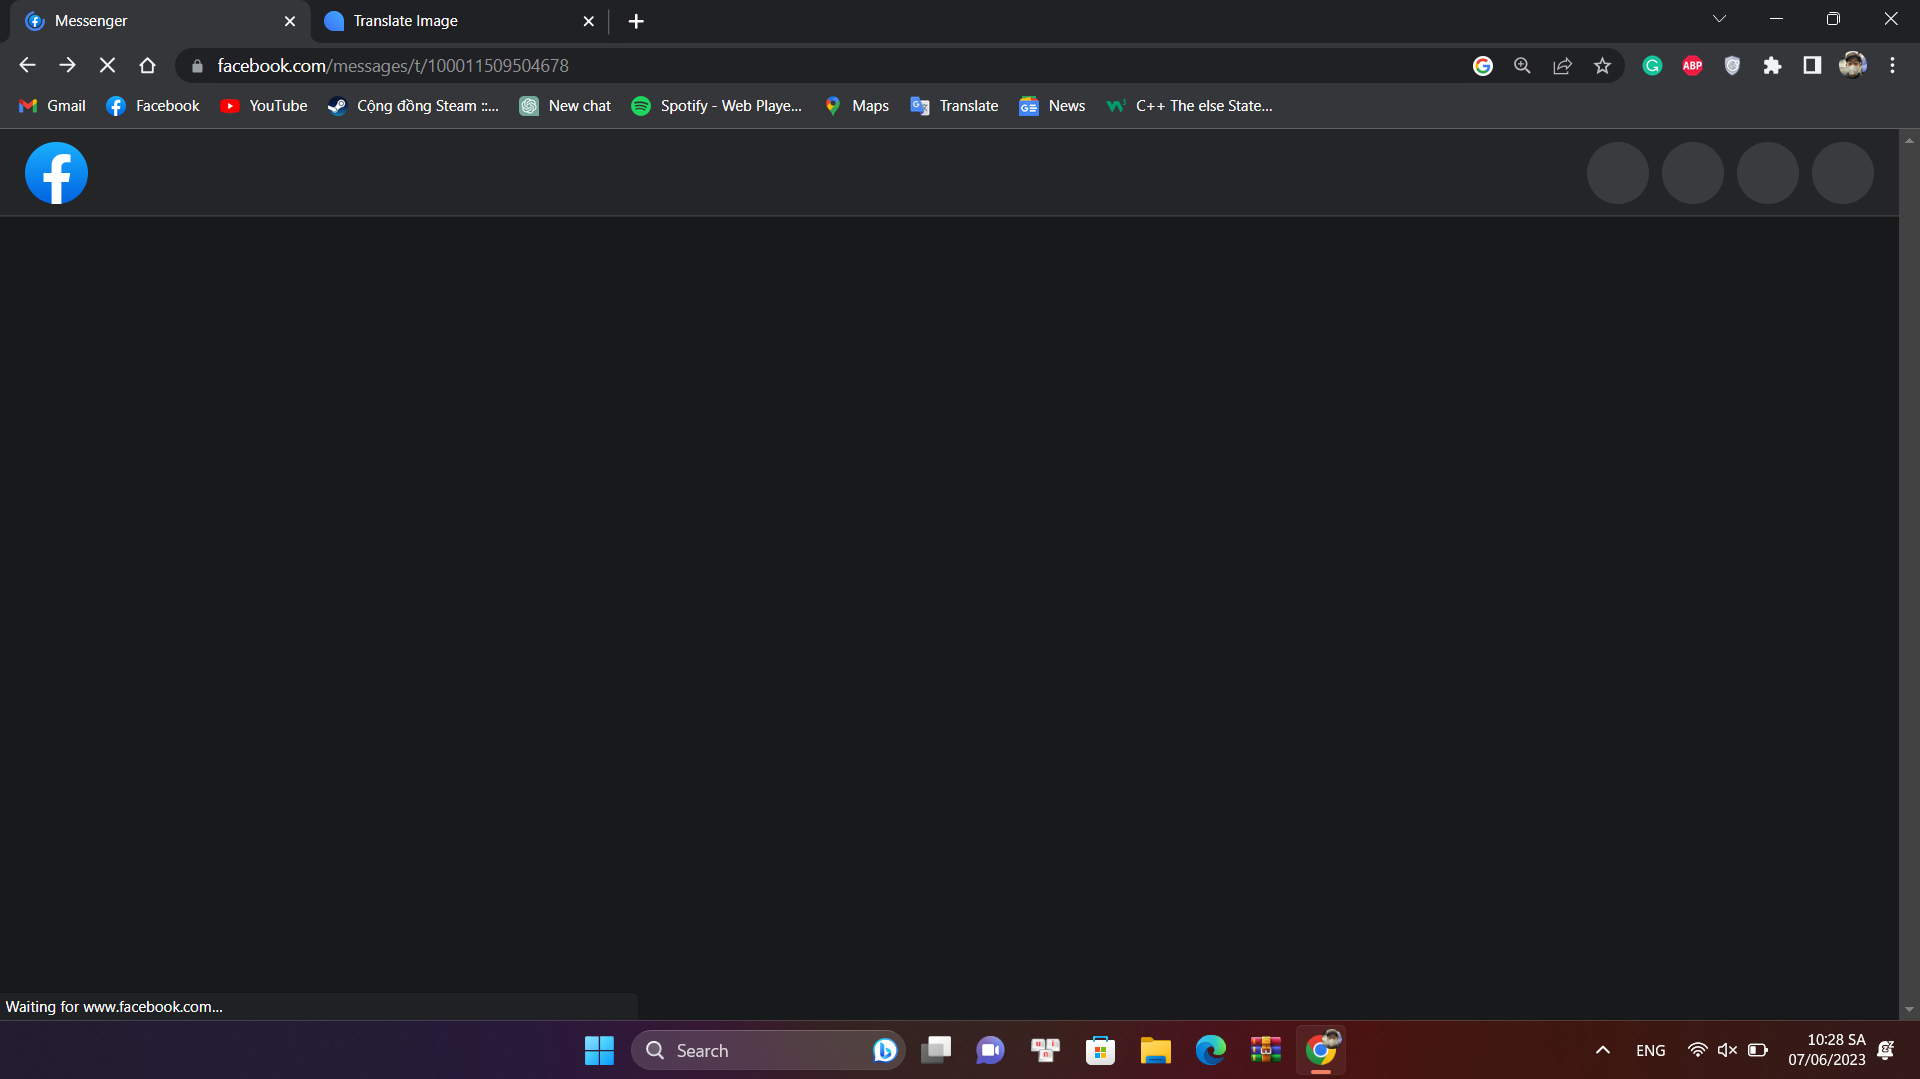 Messenger
Translate Image
facebook.com/messages/t/100011509504678
ABP
Gmail
Facebook
YouTube
Cộng đồng Steam ::...
New chat
Spotify - Web Playe...
Maps
Translate
News
C++ The else State...
Waiting for www.facebook.com...
Search
ENG
10:28 SA
07/06/2023